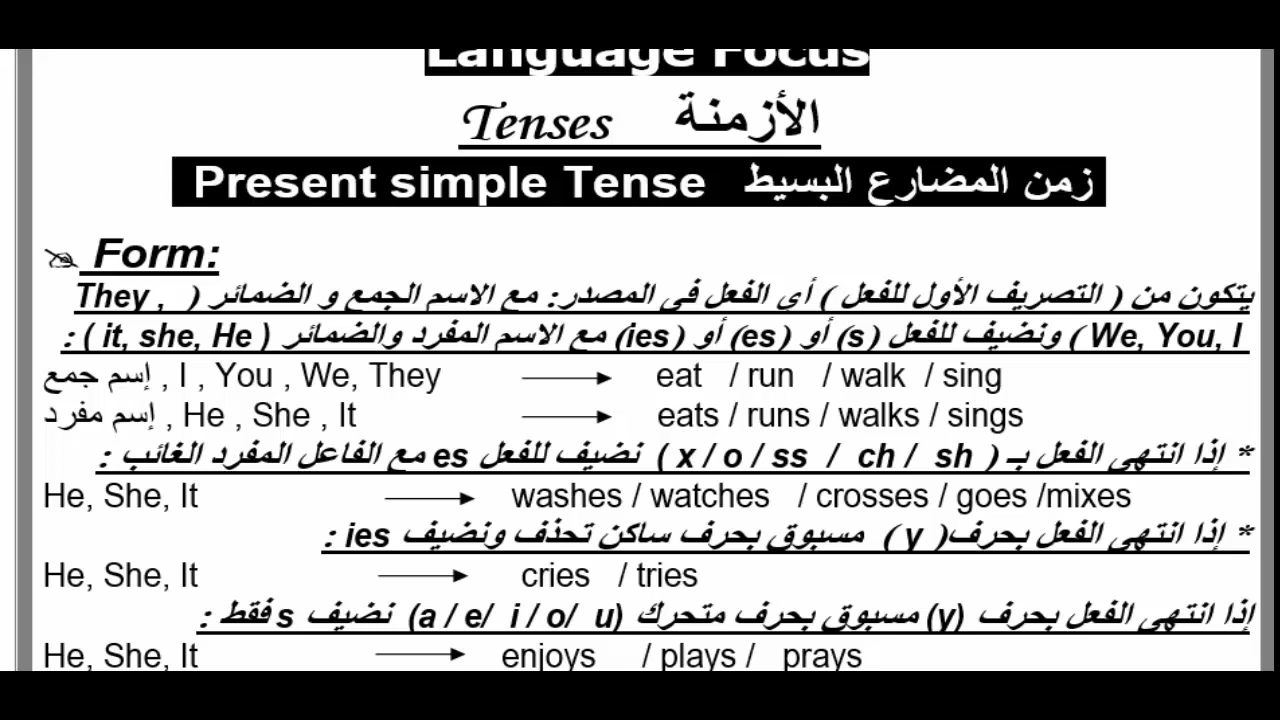 Language Focus
Tenses الأزمنة
Present simple Tense زمن المضارع البسيط
Form:
يتكون من ( التصريف الأول للفعل ) أى الفعل فى المصدر: مع الاسم الجمع و الضمائر ( They ,
We, You, I ) ونضيف للفعل (s) أو (es) أو (ies) مع الاسم المفرد والضمائر ( it, she, He ) :
إسم جمع , I , You , We, They ⟶ eat / run / walk / sing
إسم مفرد , He , She , It ⟶ eats / runs / walks / sings
* إذا انتهى الفعل بـ ( x / o / ss / ch / sh ) نضيف للفعل es مع الفاعل المفرد الغائب :
He, She, It ⟶ washes / watches / crosses / goes /mixes
* إذا انتهى الفعل بحرف( y ) مسبوق بحرف ساكن تحذف ونضيف ies :
He, She, It ⟶ cries / tries
إذا انتهى الفعل بحرف (y) مسبوق بحرف متحرك (a / e/ i / o/ u) نضيف s فقط :
He, She, It ⟶ enjoys / plays / prays